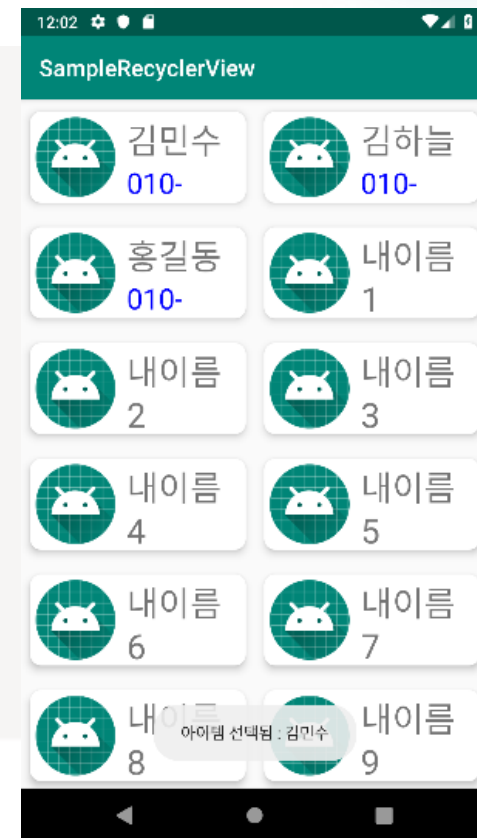 12:02
SampleRecyclerView
김민수
010-
김하늘
010-
홍길동
010-
내이름
1
내이름
2
내이름
3
내이름
4
내이름
5
내이름
6
내이름
7
내이름
8
내이름
9
아이템 선택됨 : 김민수